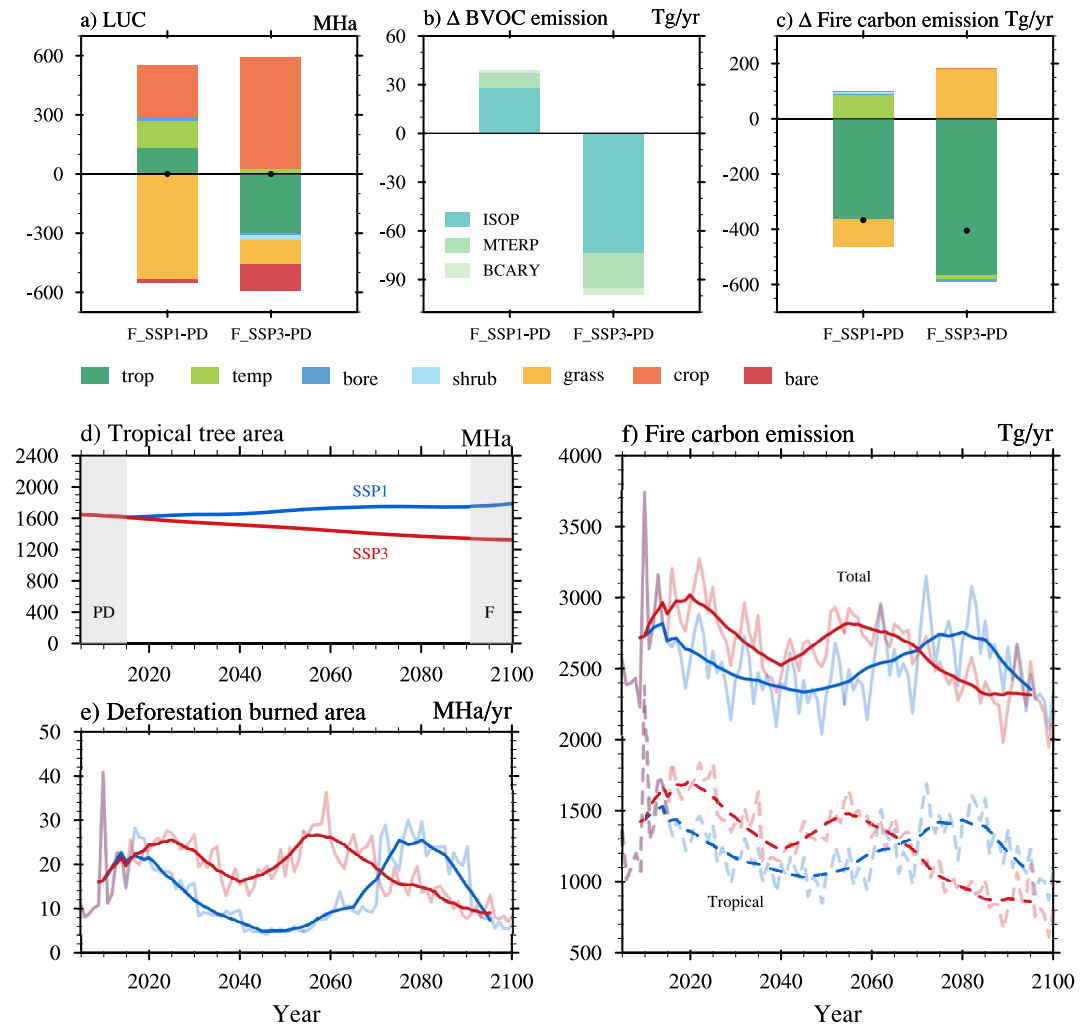 a) LUC MHa
b) Δ BVOC emission Tg/yr
c) Δ Fire carbon emission Tg/yr
600
300
0
-300
-600
F_SSP1-PD F_SSP3-PD
60
30
0
-30
-60
-90
ISOP
MTERP
BCARY
F_SSP1-PD F_SSP3-PD
200
0
-200
-400
-600
F_SSP1-PD F_SSP3-PD
trop temp bore shrub grass crop bare
d) Tropical tree area MHa
2400
2000
1600
1200
800
400
0
SSP1
SSP3
PD F
2020 2040 2060 2080 2100
e) Deforestation burned area MHa/yr
50
40
30
20
10
0
2020 2040 2060 2080 2100
Year
f) Fire carbon emission Tg/yr
4000
3500
3000
2500
2000
1500
1000
500
Total
Tropical
2020 2040 2060 2080 2100
Year